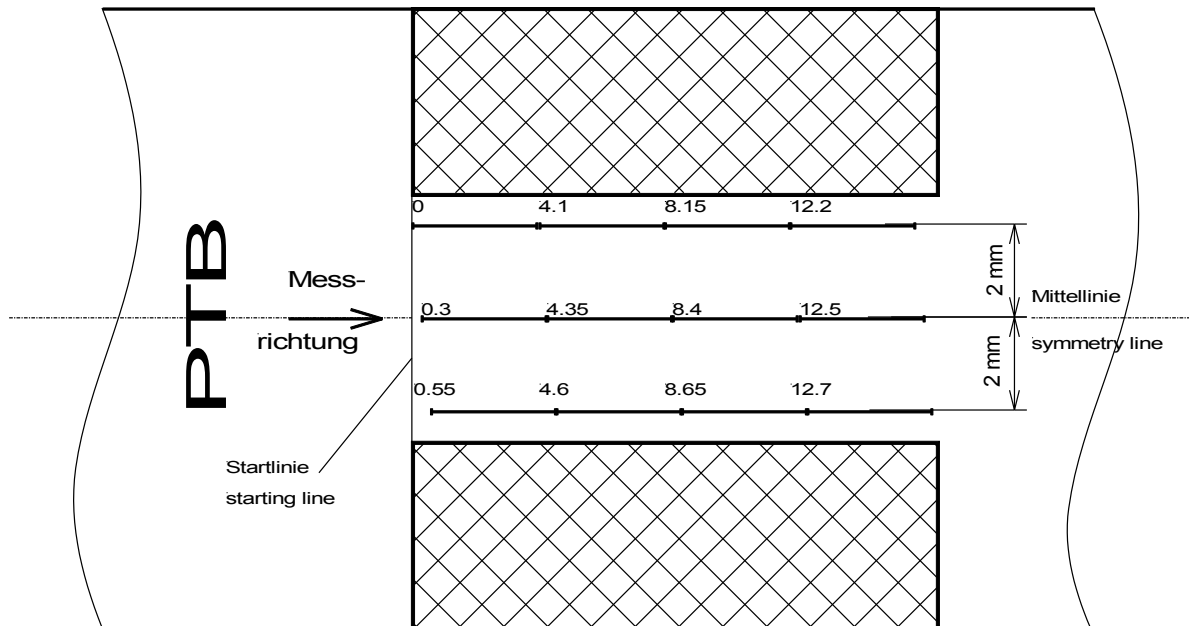 0 4.1 8.15 12.2
PTB
Mess-
richtung
0.3 4.35 8.4 12.5
2 mm
Mittellinie
symmetry line
2 mm
0.55 4.6 8.65 12.7
Startlinie
starting line